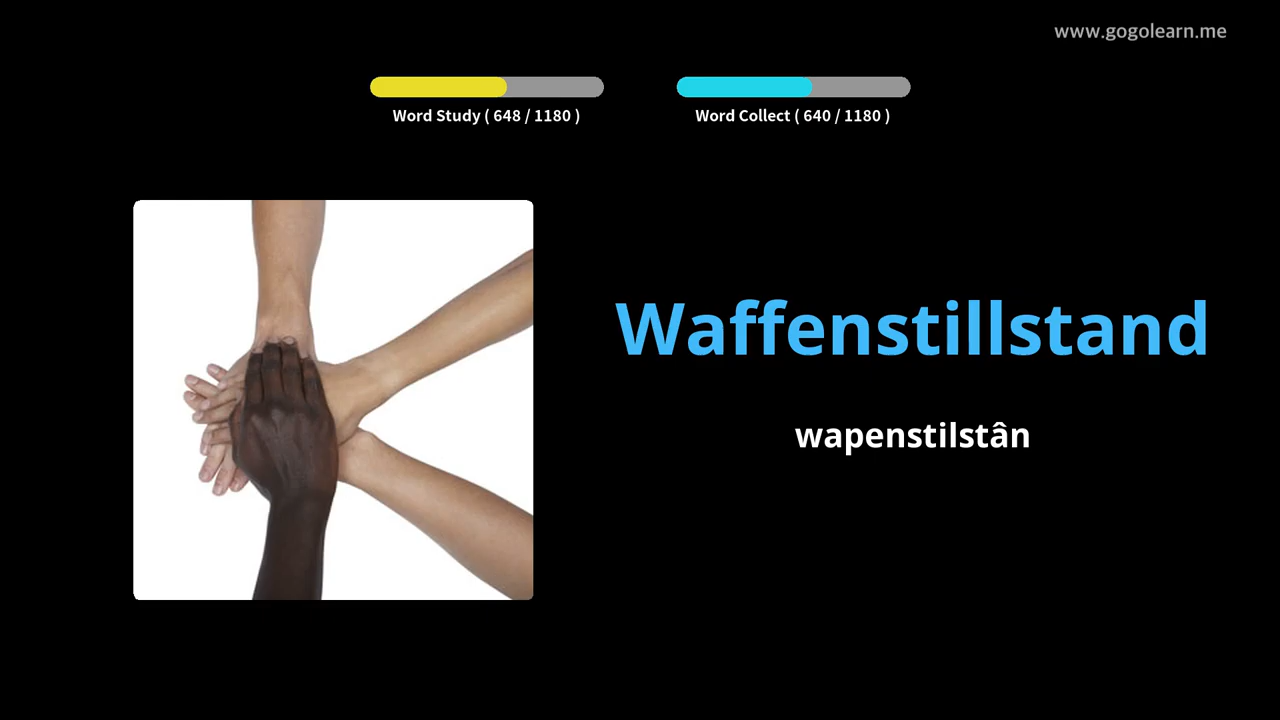 www.gogolearn.me
Word Study ( 648 / 1180 )
Word Collect ( 640 / 1180 )
Waffenstillstand
wapenstilstân